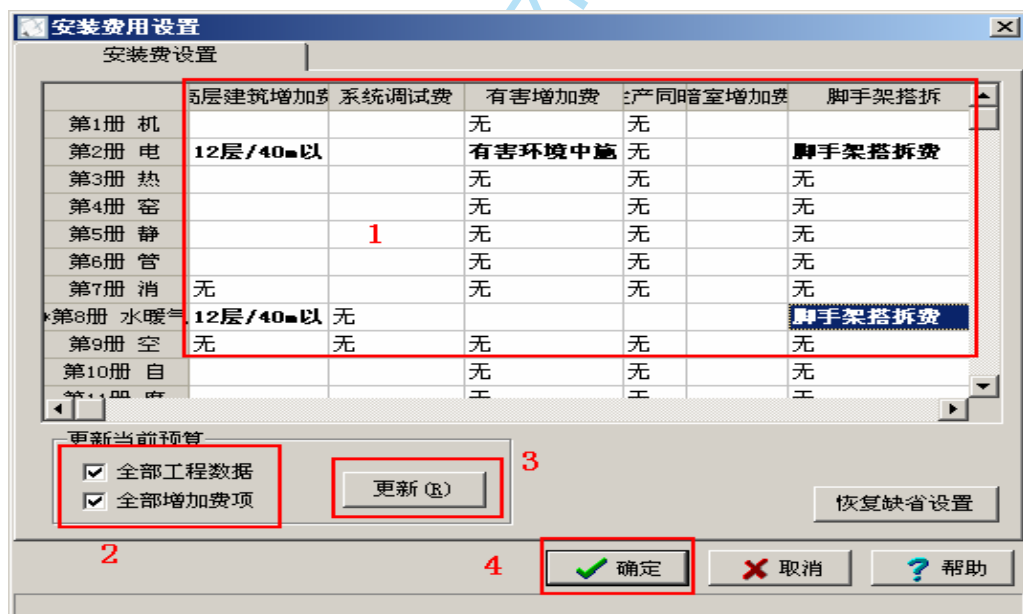 安装费用设置
安装费设置
高层建筑增加费 系统调试费 有害增加费 生产同 暗室增加费 脚手架搭拆
第1册 机 无 无
第2册 电 12层/40m以 有害环境中施 无 脚手架搭拆费
第3册 热 无 无 无
第4册 窑 无 无 无
第5册 静 无 无 无
1
第6册 管 无 无 无
第7册 消 无 无 无 无
第8册 水暖气 12层/40m以 无 脚手架搭拆费
第9册 空 无 无 无 无 无
第10册 自 无 无 无
第11册 无 无 无
更新当前预算
全部工程数据
全部增加费项
更新(R)
3
恢复缺省设置
2
4
确定
取消
帮助